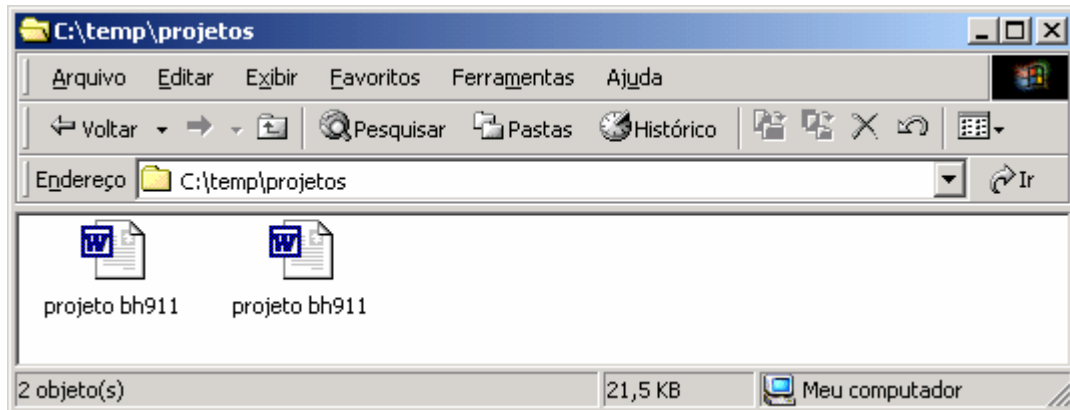 C:\temp\projetos
Arquivo Editar Exibir Favoritos Ferramentas Ajuda
Voltar Pesquisar Pastas Histórico
Endereço C:\temp\projetos Ir
W W
projeto bh911 projeto bh911
2 objeto(s) 21,5 KB Meu computador